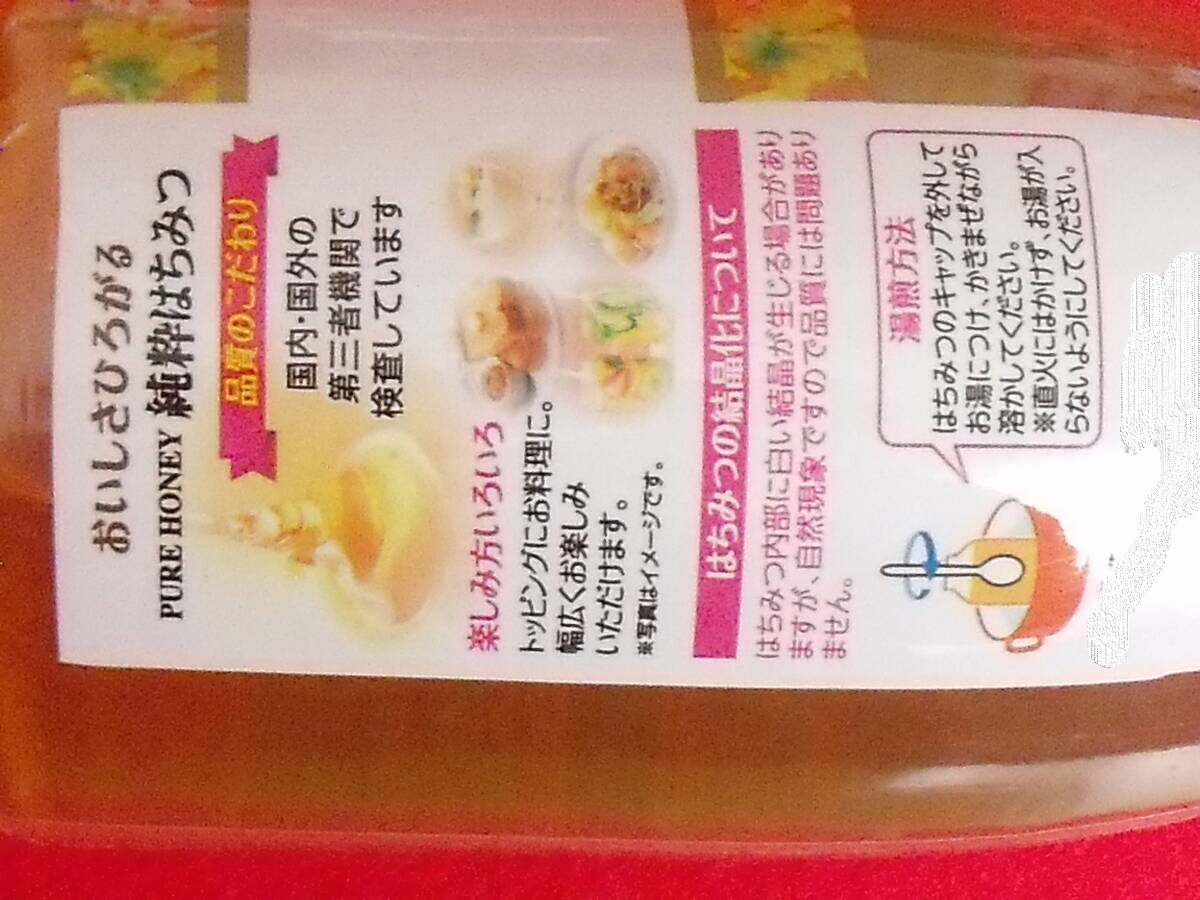 おいしさひろがる
PURE HONEY 純粋はちみつ
品質のこだわり
国内・国外の
第三者機関で
検査しています
楽しみ方いろいろ
トッピングにお料理に。
幅広くお楽しみ
いただけます。
※写真はイメージです。
はちみつの結晶化について
はちみつ内部に白い結晶が生じる場合があり
ますが、自然現象ですので品質には問題あり
ません。
湯煎方法
はちみつのキャップを外して
お湯につけ、かきまぜながら
溶かしてください。
※直火にはかけず、お湯が入
らないようにしてください。